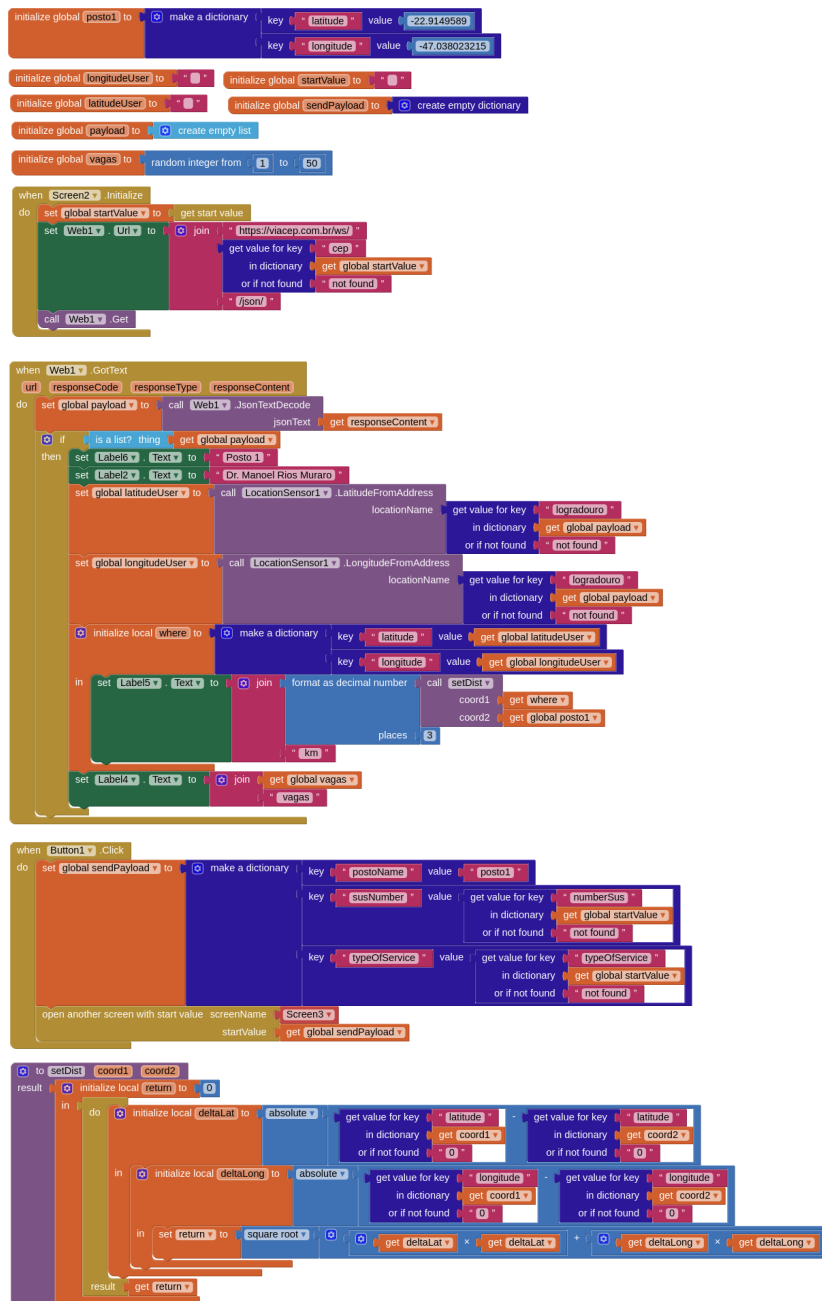 initialize global posto1 to make a dictionary key " latitude " value -22.9149589
key " longitude " value -47.038023215
initialize global longitudeUser to " " initialize global startValue to " "
initialize global latitudeUser to " " initialize global sendPayload to create empty dictionary
initialize global payload to create empty list
initialize global vagas to random integer from 1 to 50
when Screen2 .Initialize
do set global startValue to get start value
set Web1 . Url to join " https://viacep.com.br/ws/ "
get value for key " cep "
in dictionary get global startValue
or if not found " not found "
" /json/ "
call Web1 .Get
when Web1 .GotText
url responseCode responseType responseContent
do set global payload to call Web1 .JsonTextDecode
jsonText get responseContent
if is a list? thing get global payload
then set Label6 . Text to " Posto 1 "
set Label2 . Text to " Dr. Manoel Rios Muraro "
set global latitudeUser to call LocationSensor1 .LatitudeFromAddress
locationName get value for key " logradouro "
in dictionary get global payload
or if not found " not found "
set global longitudeUser to call LocationSensor1 .LongitudeFromAddress
locationName get value for key " logradouro "
in dictionary get global payload
or if not found " not found "
initialize local where to make a dictionary key " latitude " value get global latitudeUser
key " longitude " value get global longitudeUser
in set Label5 . Text to join format as decimal number call setDist
coord1 get where
coord2 get global posto1
places 3
" km "
set Label4 . Text to join get global vagas
" vagas "
when Button1 .Click
do set global sendPayload to make a dictionary key " postoName " value " posto1 "
key " susNumber " value get value for key " numberSus "
in dictionary get global startValue
or if not found " not found "
key " typeOfService " value get value for key " typeOfService "
in dictionary get global startValue
or if not found " not found "
open another screen with start value screenName Screen3
startValue get global sendPayload
to setDist coord1 coord2
result initialize local return to 0
in do initialize local deltaLat to absolute get value for key " latitude " - get value for key " latitude "
in dictionary get coord1 in dictionary get coord2
or if not found " 0 " or if not found " 0 "
in initialize local deltaLong to absolute get value for key " longitude " - get value for key " longitude "
in dictionary get coord1 in dictionary get coord2
or if not found " 0 " or if not found " 0 "
in set return to square root get deltaLat × get deltaLat + get deltaLong × get deltaLong
result get return